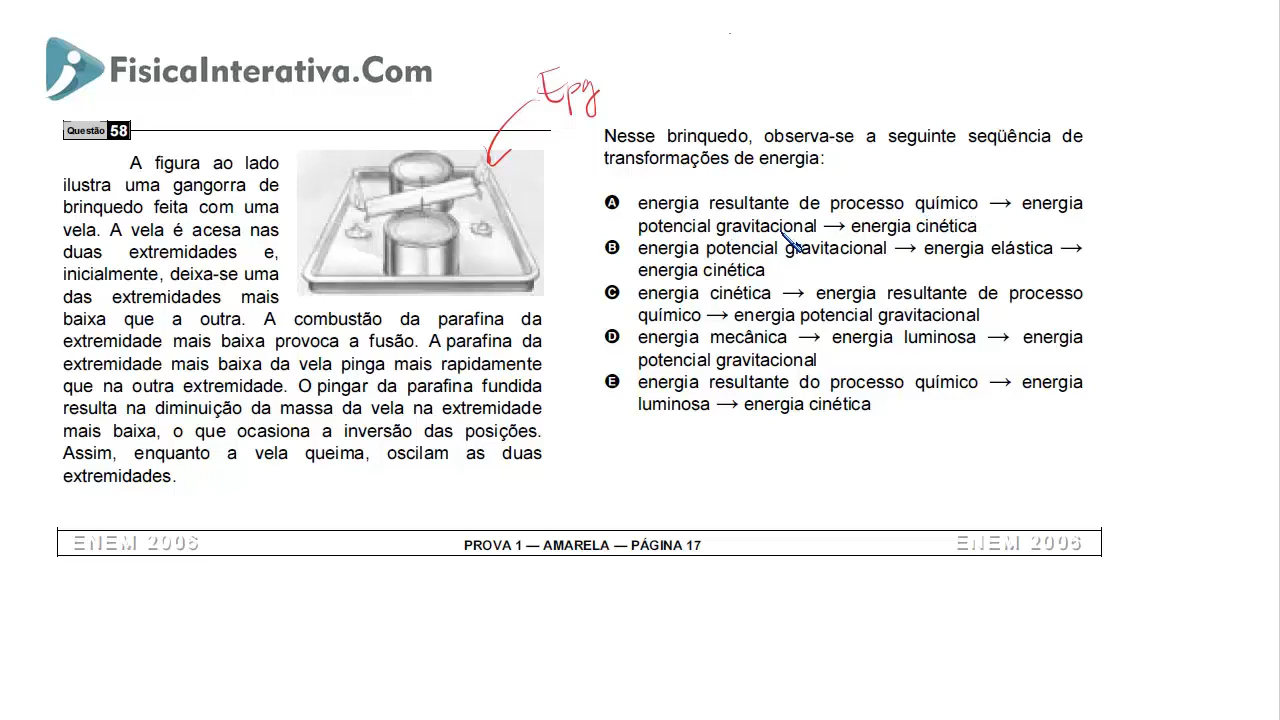 FisicaInterativa.Com
Epg
Questão 58
A figura ao lado
ilustra uma gangorra de
brinquedo feita com uma
vela. A vela é acesa nas
duas extremidades e,
inicialmente, deixa-se uma
das extremidades mais
baixa que a outra. A combustão da parafina da
extremidade mais baixa provoca a fusão. A parafina da
extremidade mais baixa da vela pinga mais rapidamente
que na outra extremidade. O pingar da parafina fundida
resulta na diminuição da massa da vela na extremidade
mais baixa, o que ocasiona a inversão das posições.
Assim, enquanto a vela queima, oscilam as duas
extremidades.
Nesse brinquedo, observa-se a seguinte seqüência de
transformações de energia:
A energia resultante de processo químico → energia
potencial gravitacional → energia cinética
B energia potencial gravitacional → energia elástica →
energia cinética
C energia cinética → energia resultante de processo
químico → energia potencial gravitacional
D energia mecânica → energia luminosa → energia
potencial gravitacional
E energia resultante do processo químico → energia
luminosa → energia cinética
ENEM 2006 PROVA 1 — AMARELA — PÁGINA 17 ENEM 2006